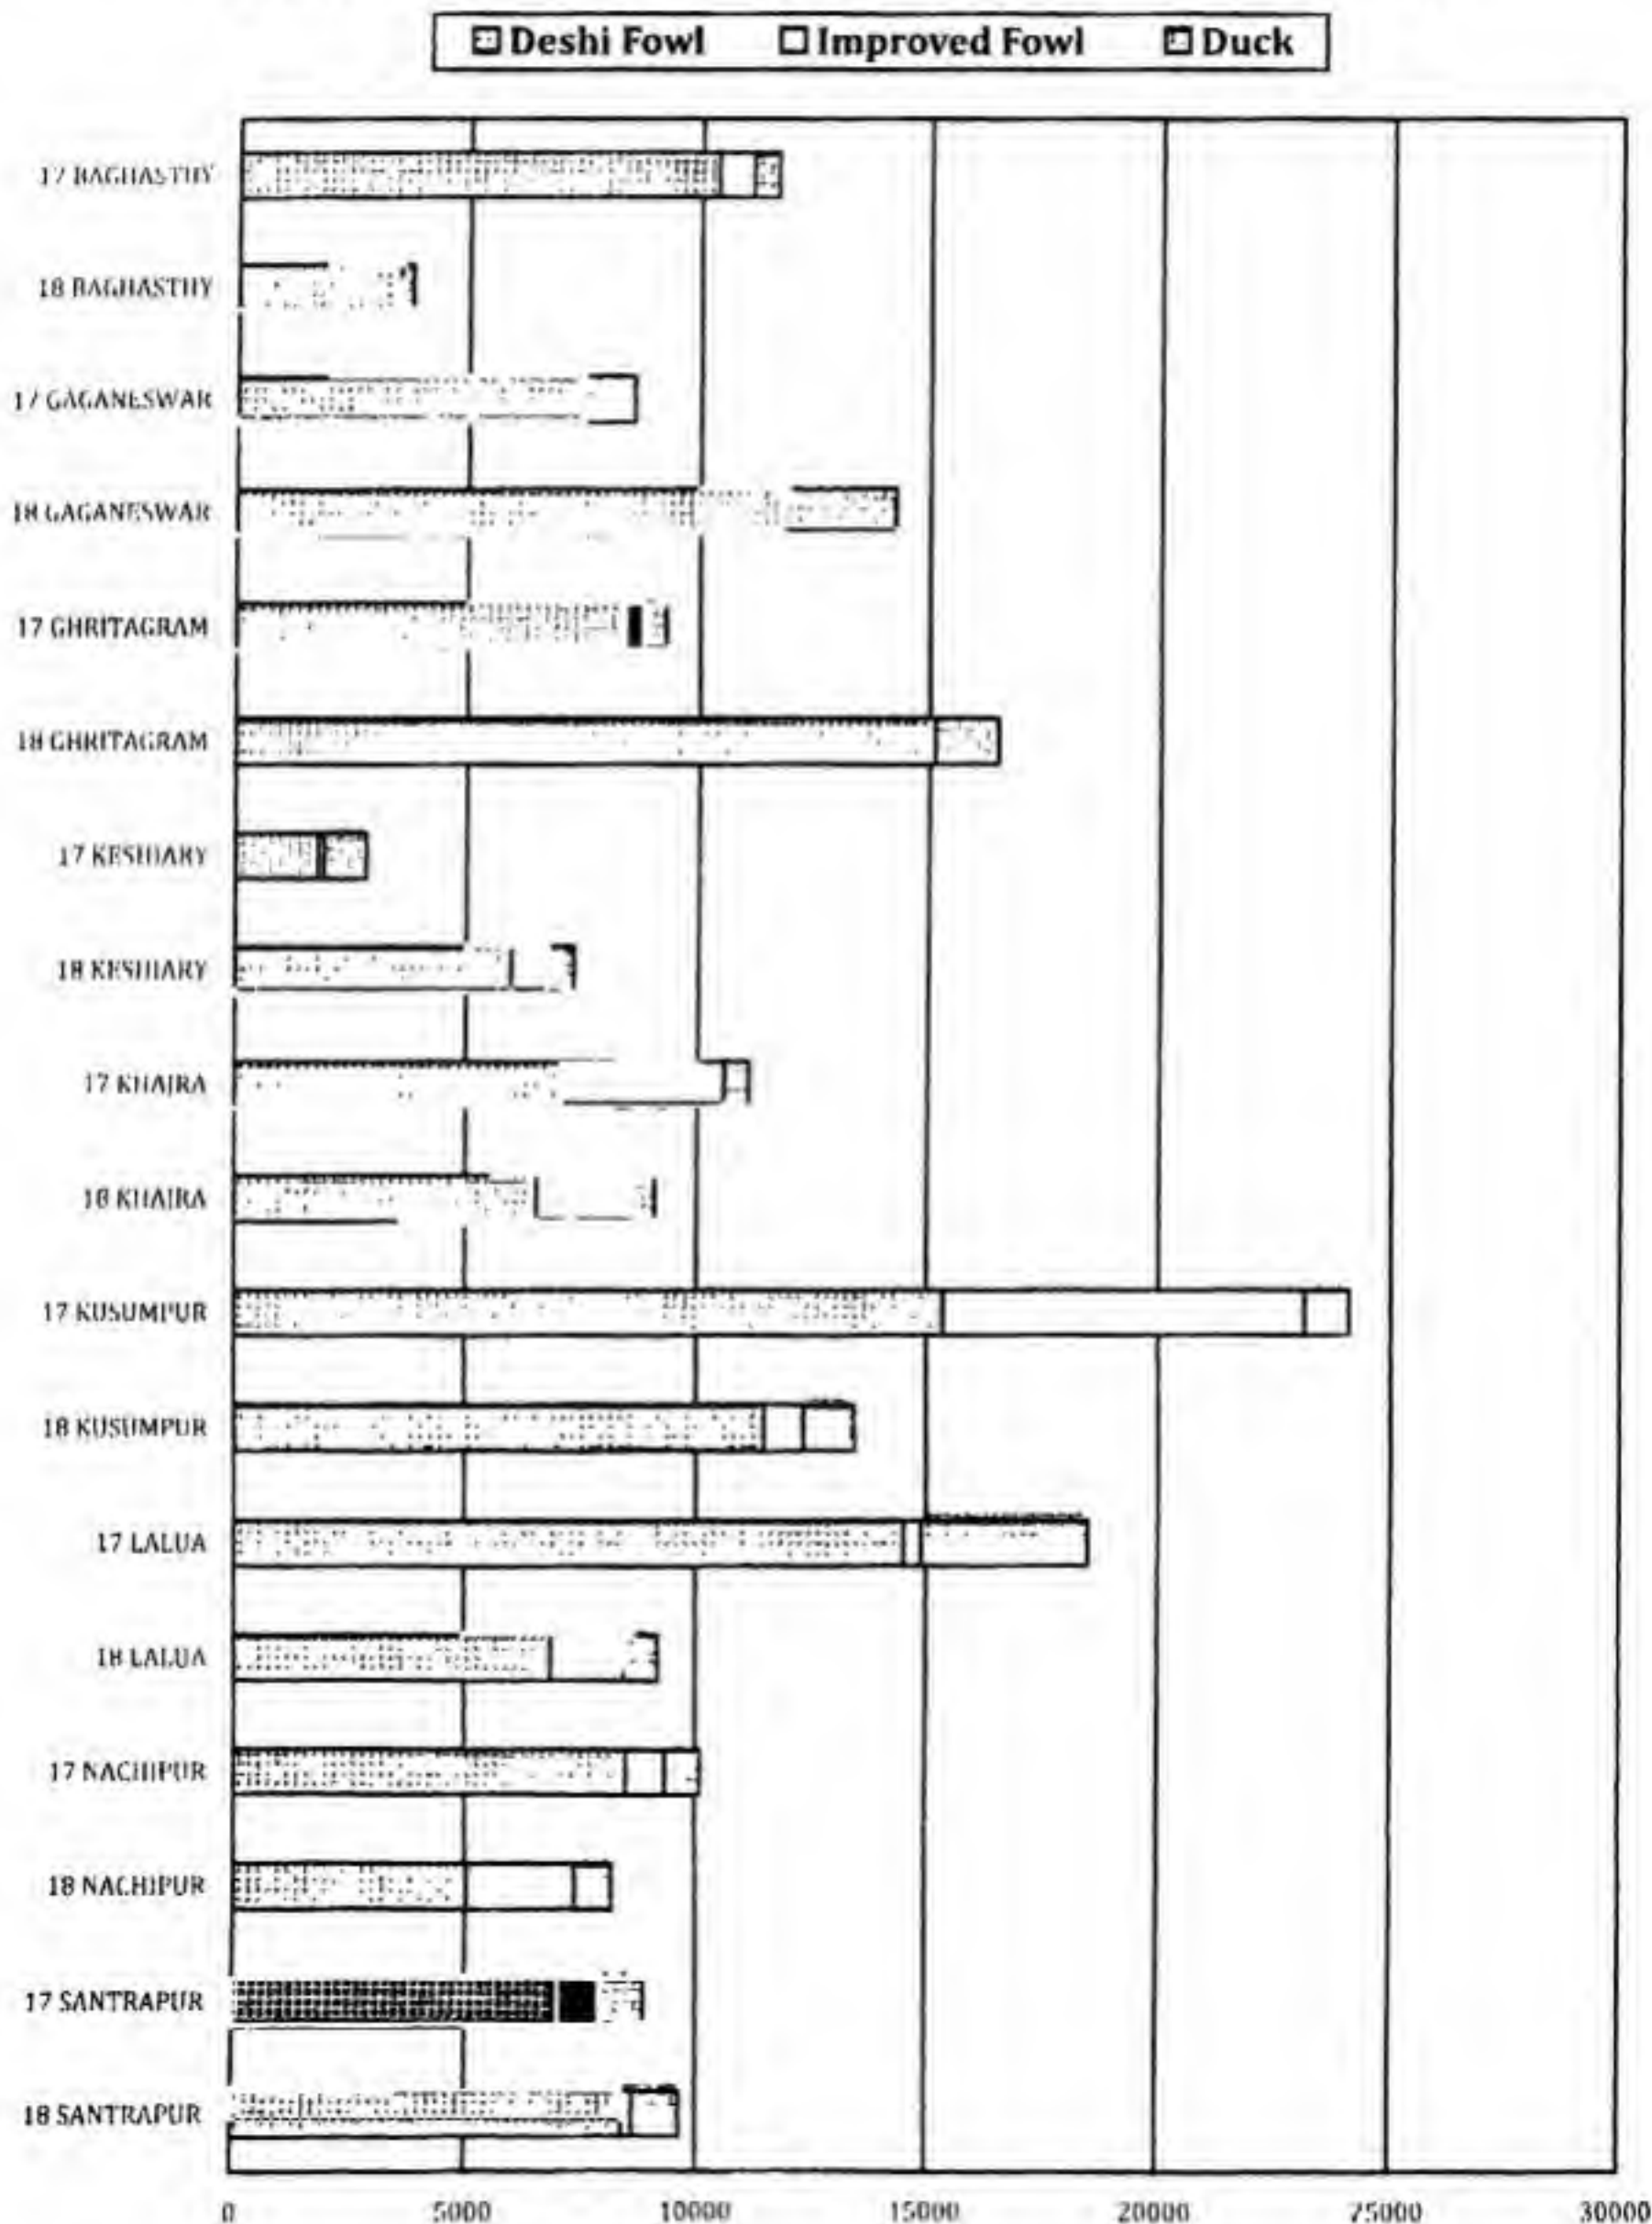 Deshi Fowl Improved Fowl Duck
17 BAGHASTHY
18 BAGHASTHY
17 GAGANESWAR
18 GAGANESWAR
17 GHRITAGRAM
18 GHRITAGRAM
17 KESHIARY
18 KESHIARY
17 KHAJRA
18 KHAJRA
17 KUSUMPUR
18 KUSUMPUR
17 LALUA
18 LALUA
17 NACHIPUR
18 NACHIPUR
17 SANTRAPUR
18 SANTRAPUR
0 5000 10000 15000 20000 25000 30000